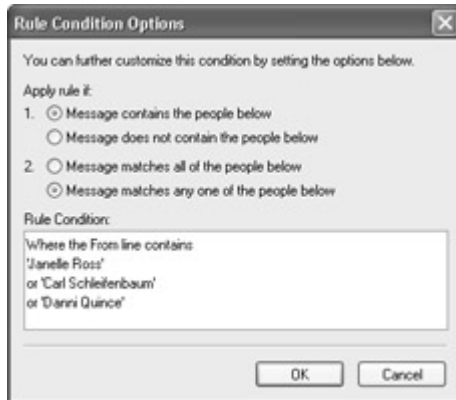 Rule Condition Options
You can further customize this condition by setting the options below.
Apply rule if:
1. Message contains the people below
Message does not contain the people below
2 Message matches all of the people below
Message matches any one of the people below
Rule Condition:
Where the From line contains
'Janelle Ross'
or 'Carl Schleifenbaum'
or 'Danni Quince'
OK Cancel